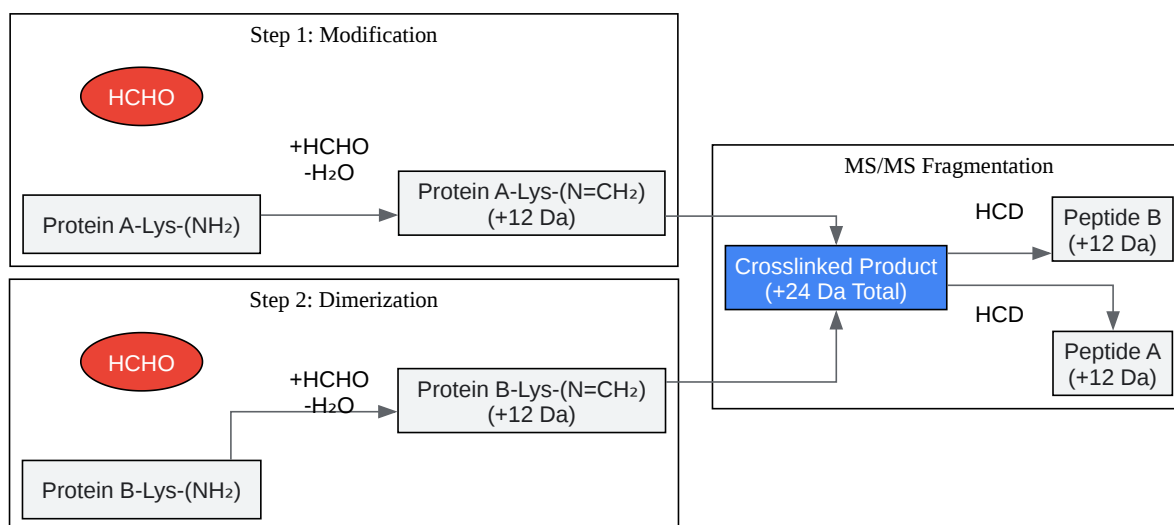 Step 1: Modification
HCHO
+HCHO
-H₂O
Protein A-Lys-(NH₂)
Protein A-Lys-(N=CH₂)
(+12 Da)
Step 2: Dimerization
HCHO
+HCHO
-H₂O
Protein B-Lys-(NH₂)
Protein B-Lys-(N=CH₂)
(+12 Da)
MS/MS Fragmentation
Crosslinked Product
(+24 Da Total)
HCD
Peptide B
(+12 Da)
HCD
Peptide A
(+12 Da)